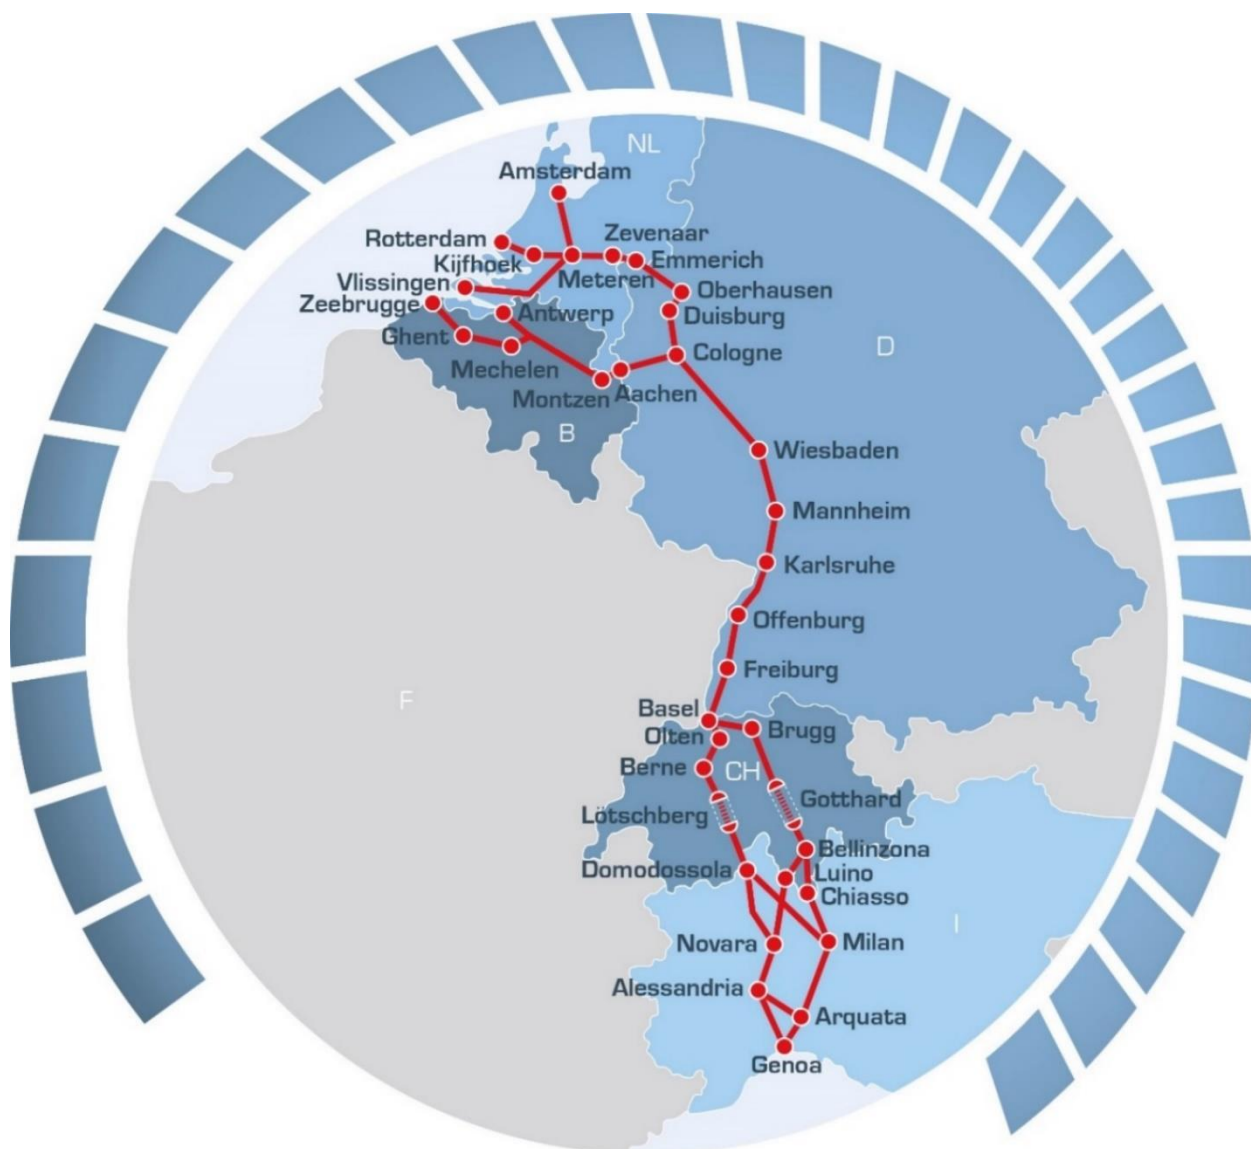 NL
Amsterdam
Rotterdam
Zevenaar
Kijfhoek
Emmerich
Meteren
Vlissingen
Oberhausen
Zeebrugge
Antwerp
Duisburg
Ghent
D
Cologne
Mechelen
Montzen
Aachen
B
Wiesbaden
Mannheim
Karlsruhe
Offenburg
Freiburg
F
Basel
Brugg
Olten
Berne
CH
Gotthard
Lötschberg
Bellinzona
Domodossola
Luino
Chiasso
I
Novara
Milan
Alessandria
Arquata
Genoa